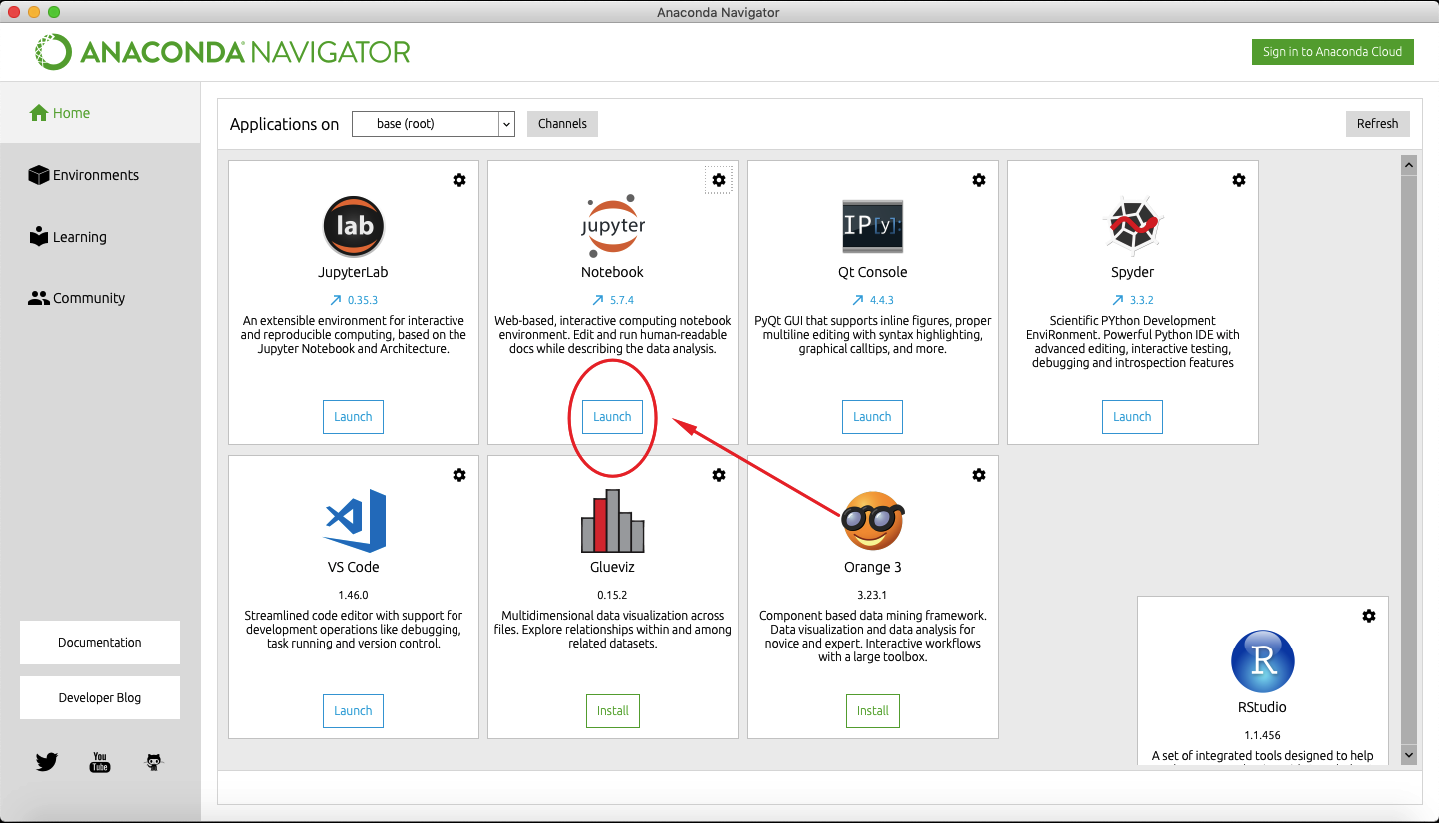 Anaconda Navigator
ANACONDA NAVIGATOR
Sign in to Anaconda Cloud
Home
Environments
Learning
Community
Documentation
Developer Blog
You
Tube
Applications on
base (root)
Channels
Refresh
lab
JupyterLab
0.35.3
An extensible environment for interactive
and reproducible computing, based on the
Jupyter Notebook and Architecture.
Launch
jupyter
Notebook
5.7.4
Web-based, interactive computing notebook
environment. Edit and run human-readable
docs while describing the data analysis.
Launch
IP[y]:
Qt Console
4.4.3
PyQt GUI that supports inline figures, proper
multiline editing with syntax highlighting,
graphical calltips, and more.
Launch
Spyder
3.3.2
Scientific PYthon Development
EnviRonment. Powerful Python IDE with
advanced editing, interactive testing,
debugging and introspection features
Launch
VS Code
1.46.0
Streamlined code editor with support for
development operations like debugging,
task running and version control.
Launch
Glueviz
0.15.2
Multidimensional data visualization across
files. Explore relationships within and among
related datasets.
Install
Orange 3
3.23.1
Component based data mining framework.
Data visualization and data analysis for
novice and expert. Interactive workflows
with a large toolbox.
Install
R
RStudio
1.1.456
A set of integrated tools designed to help